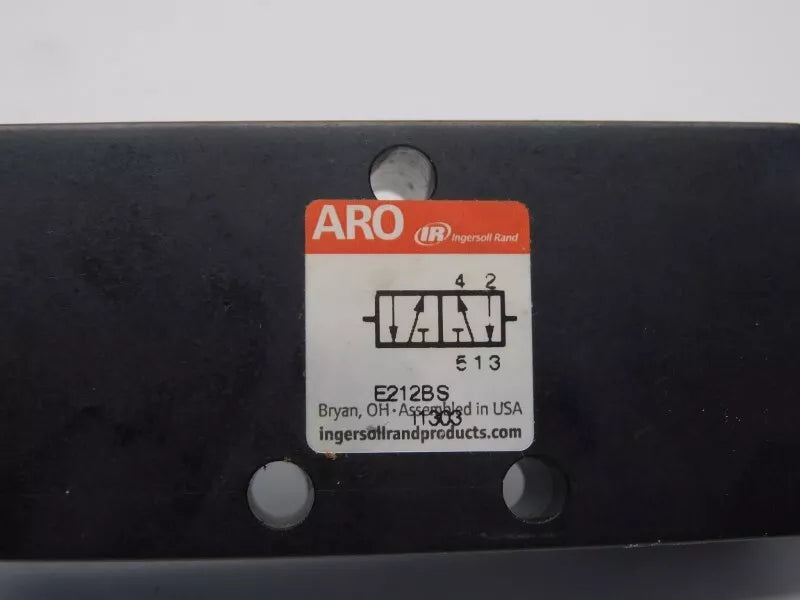 ARO IR Ingersoll Rand
4 2
5 1 3
E212BS
Bryan, OH · Assembled in USA
11303
ingersollrandproducts.com